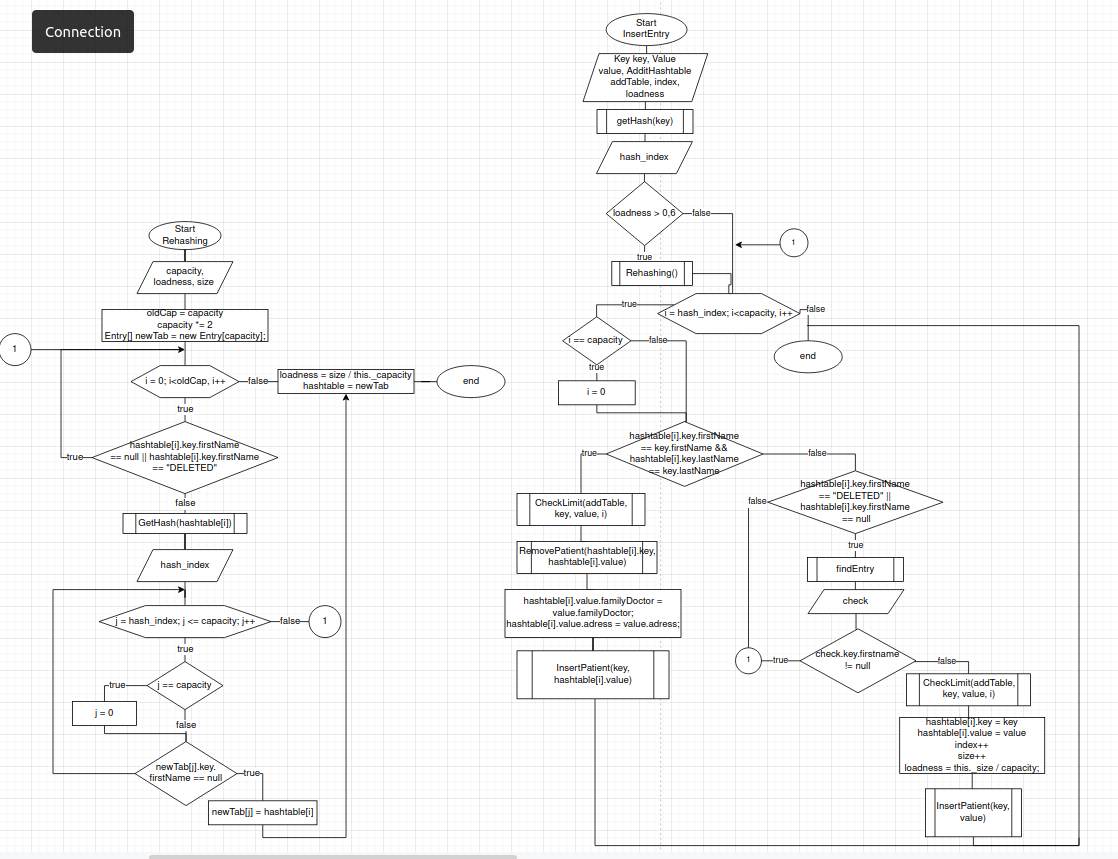 Connection
Start
InsertEntry
Key key, Value
value, AdditHashtable
addTable, index,
loadness
getHash(key)
hash_index
loadness > 0,6
false
true
1
Rehashing()
i = hash_index; i<capacity, i++
true
false
end
i == capacity
false
true
i = 0
hashtable[i].key.firstName
== key.firstName &&
hashtable[i].key.lastName
== key.lastName
true
false
CheckLimit(addTable,
key, value, i)
RemovePatient(hashtable[i].key,
hashtable[i].value)
hashtable[i].value.familyDoctor =
value.familyDoctor;
hashtable[i].value.adress = value.adress;
InsertPatient(key,
hashtable[i].value)
hashtable[i].key.firstName
== "DELETED" ||
hashtable[i].key.firstName
== null
false
true
findEntry
check
check.key.firstname
!= null
true
1
false
CheckLimit(addTable,
key, value, i)
hashtable[i].key = key
hashtable[i].value = value
index++
size++
loadness = this._size / capacity;
InsertPatient(key,
value)
Start
Rehashing
capacity,
loadness, size
oldCap = capacity
capacity *= 2
Entry[] newTab = new Entry[capacity];
1
i = 0; i<oldCap, i++
false
loadness = size / this._capacity
hashtable = newTab
end
true
hashtable[i].key.firstName
== null || hashtable[i].key.firstName
== "DELETED"
true
false
GetHash(hashtable[i])
hash_index
j = hash_index; j <= capacity; j++
false
1
true
j == capacity
true
j = 0
false
newTab[j].key.
firstName == null
true
newTab[j] = hashtable[i]